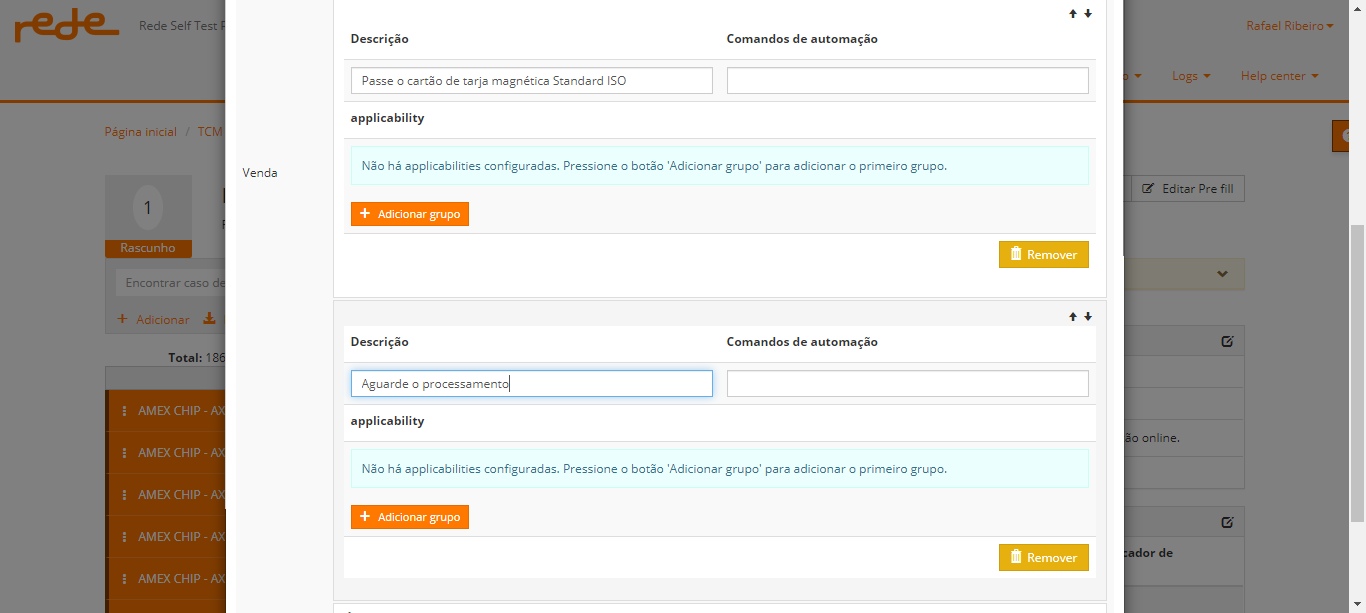 rede
Rede Self Test
Rafael Ribeiro
Logs
Help center
Página inicial / TCM
1
Rascunho
Editar Pre fill
Encontrar caso de
+ Adicionar
Total: 186
AMEX CHIP - AX
AMEX CHIP - AX
AMEX CHIP - AX
AMEX CHIP - AX
AMEX CHIP - AX
Venda
Descrição Comandos de automação
Passe o cartão de tarja magnética Standard ISO
applicability
Não há applicabilities configuradas. Pressione o botão 'Adicionar grupo' para adicionar o primeiro grupo.
+ Adicionar grupo
Remover
Descrição Comandos de automação
Aguarde o processamento
applicability
Não há applicabilities configuradas. Pressione o botão 'Adicionar grupo' para adicionar o primeiro grupo.
+ Adicionar grupo
Remover
ão online.
cador de